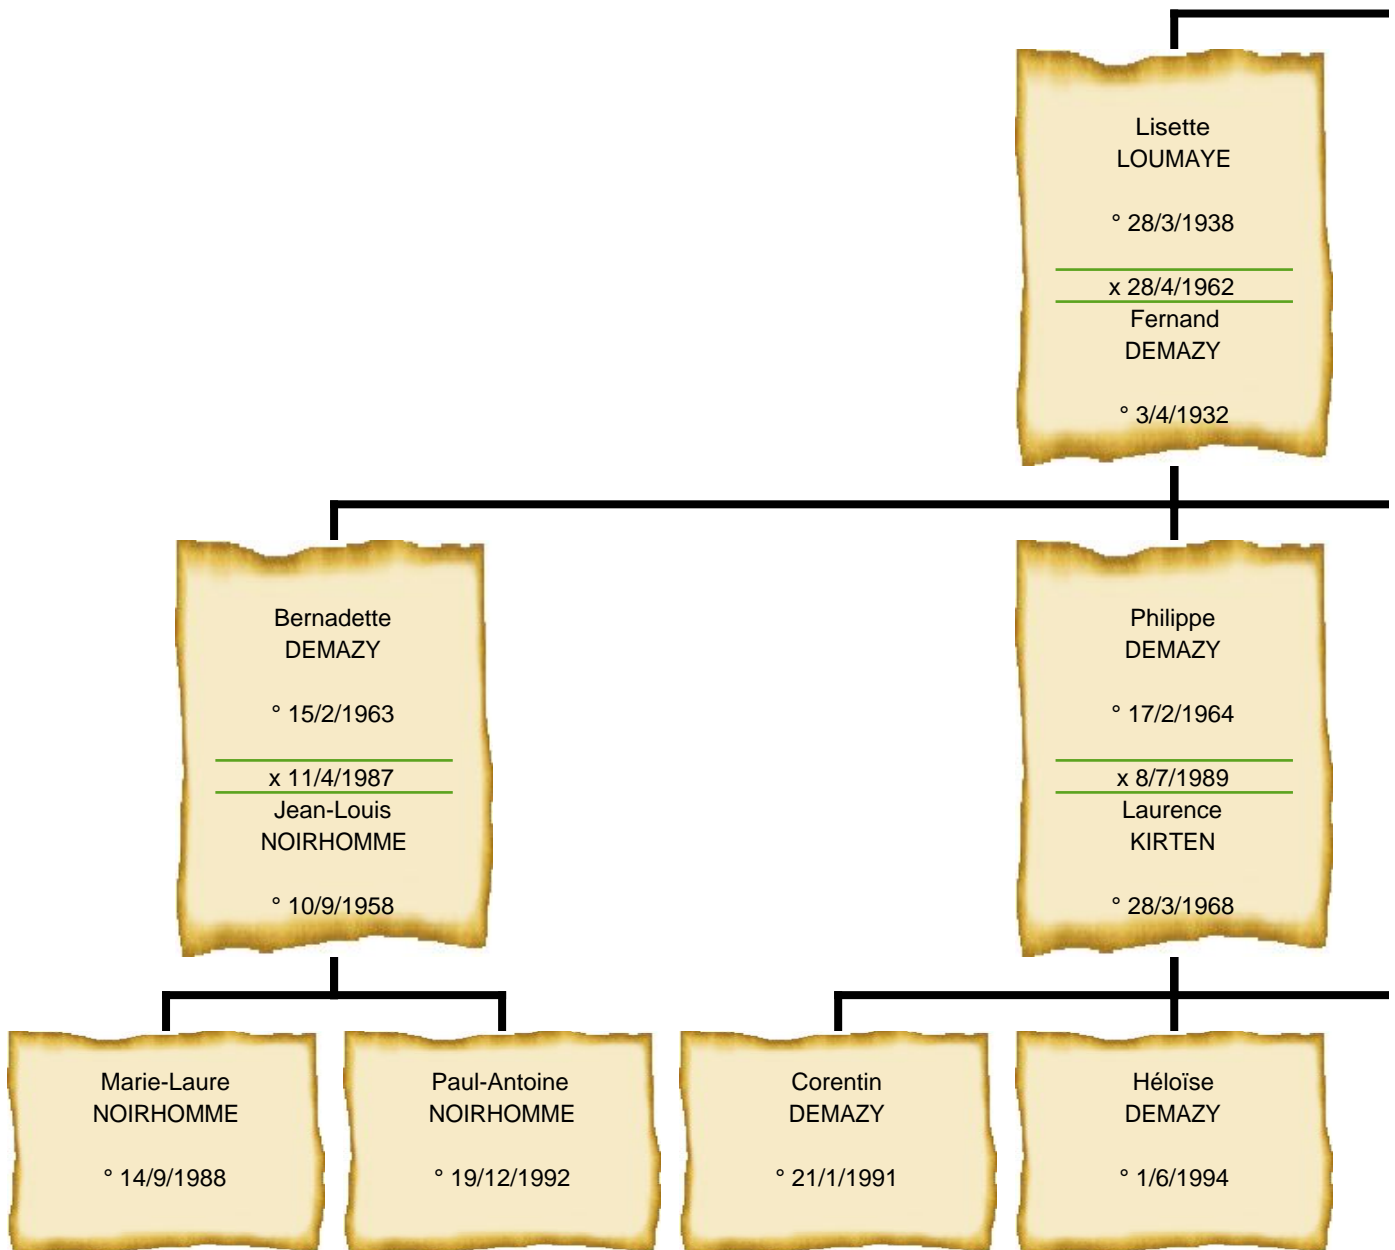 Lisette
LOUMAYE
° 28/3/1938
x 28/4/1962
Fernand
DEMAZY
° 3/4/1932
Bernadette
DEMAZY
° 15/2/1963
x 11/4/1987
Jean-Louis
NOIRHOMME
° 10/9/1958
Philippe
DEMAZY
° 17/2/1964
x 8/7/1989
Laurence
KIRTEN
° 28/3/1968
Marie-Laure
NOIRHOMME
° 14/9/1988
Paul-Antoine
NOIRHOMME
° 19/12/1992
Corentin
DEMAZY
° 21/1/1991
Héloïse
DEMAZY
° 1/6/1994